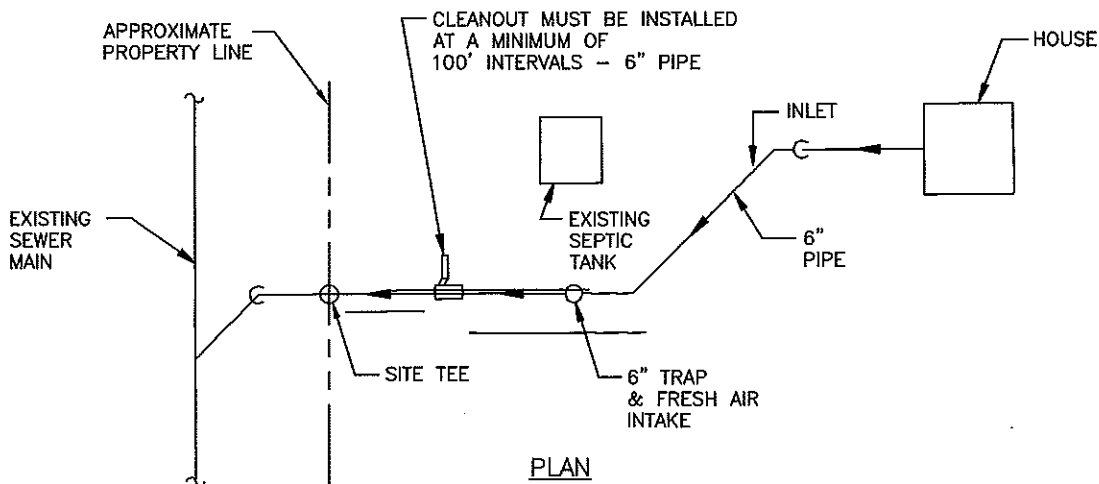 CLEANOUT MUST BE INSTALLED
AT A MINIMUM OF
100' INTERVALS – 6" PIPE
APPROXIMATE
PROPERTY LINE
HOUSE
INLET
EXISTING
SEWER
MAIN
EXISTING
SEPTIC
TANK
6"
PIPE
SITE TEE
6" TRAP
& FRESH AIR
INTAKE
PLAN